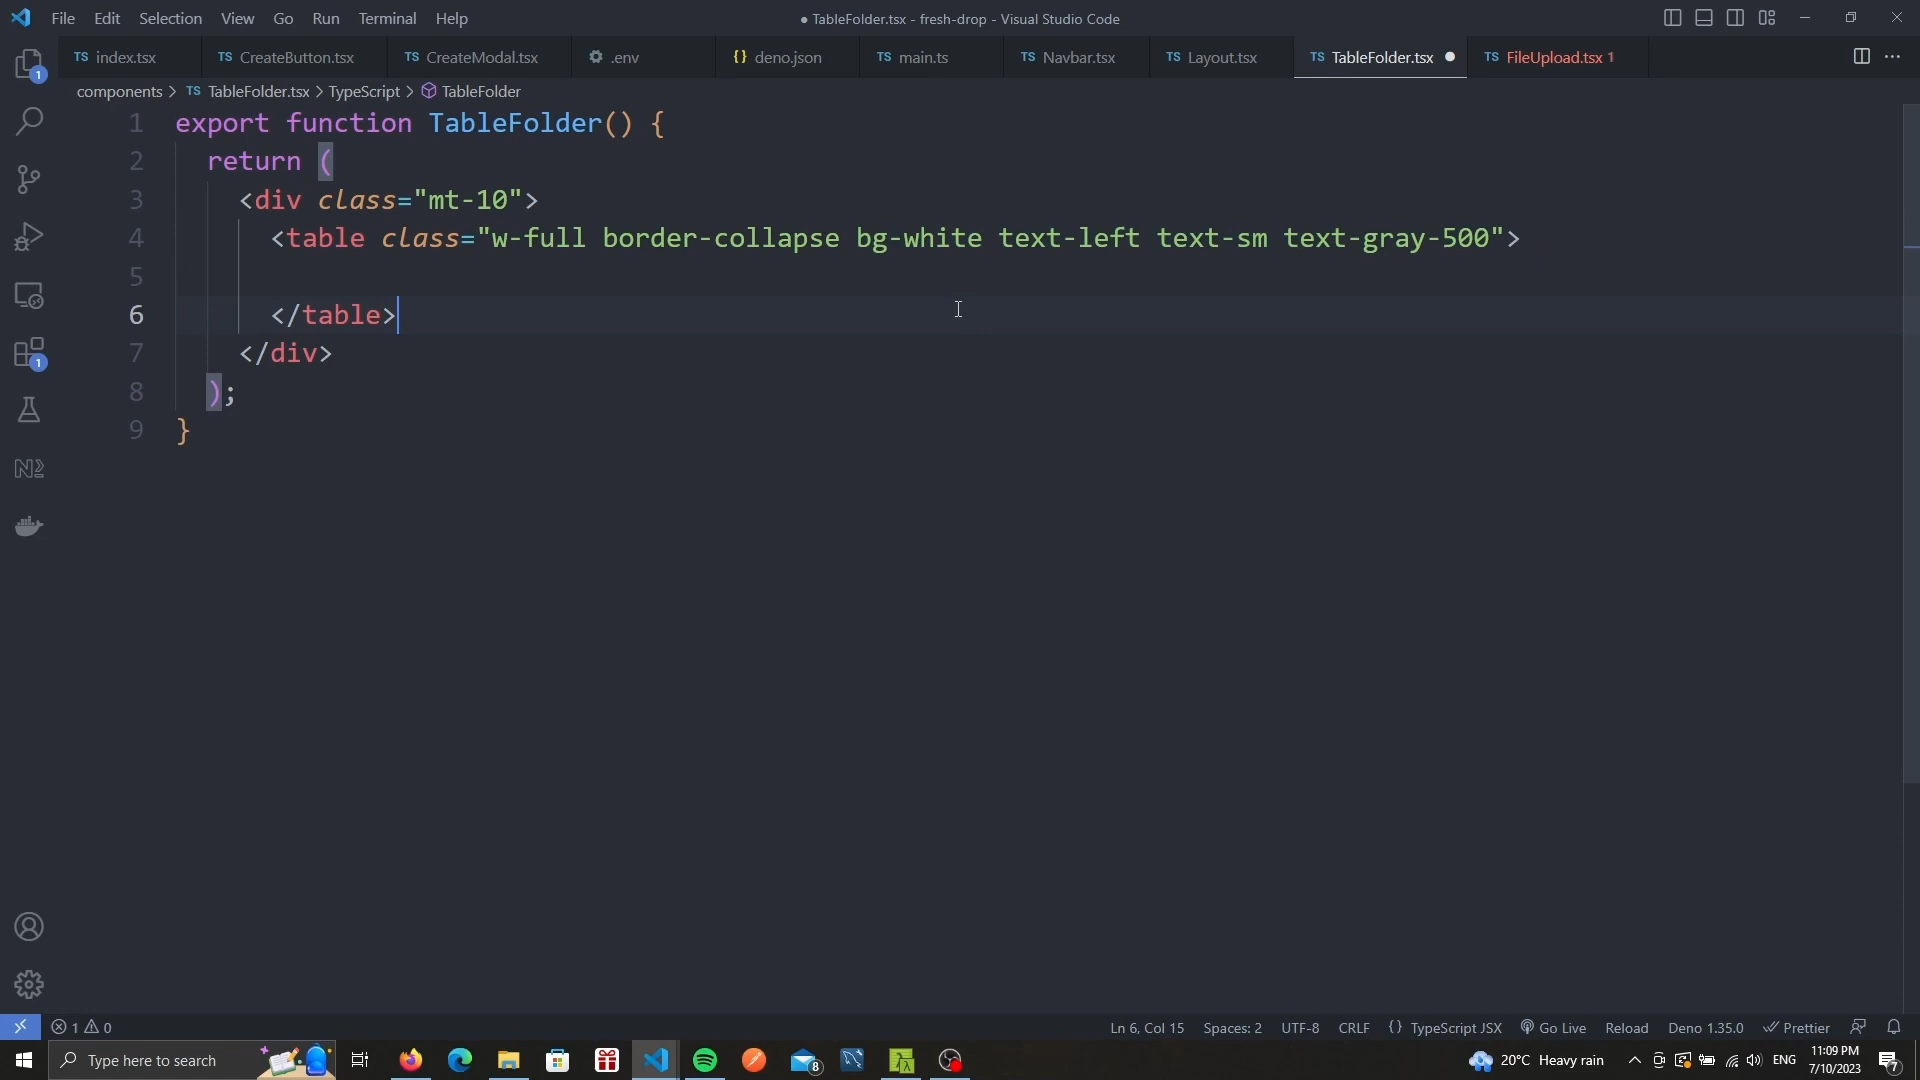 File Edit Selection View Go Run Terminal Help
● TableFolder.tsx - fresh-drop - Visual Studio Code
TS index.tsx TS CreateButton.tsx TS CreateModal.tsx .env {} deno.json TS main.ts TS Navbar.tsx TS Layout.tsx TS TableFolder.tsx ● TS FileUpload.tsx 1
1
components > TS TableFolder.tsx > TypeScript > TableFolder
1 export function TableFolder() {
2 return (
3 <div class="mt-10">
4 <table class="w-full border-collapse bg-white text-left text-sm text-gray-500">
5
6 </table>
7 </div>
8 );
9 }
1
1 0
Ln 6, Col 15 Spaces: 2 UTF-8 CRLF {} TypeScript JSX Go Live Reload Deno 1.35.0 Prettier
Type here to search
8
20°C Heavy rain
ENG
11:09 PM
7/10/2023
7